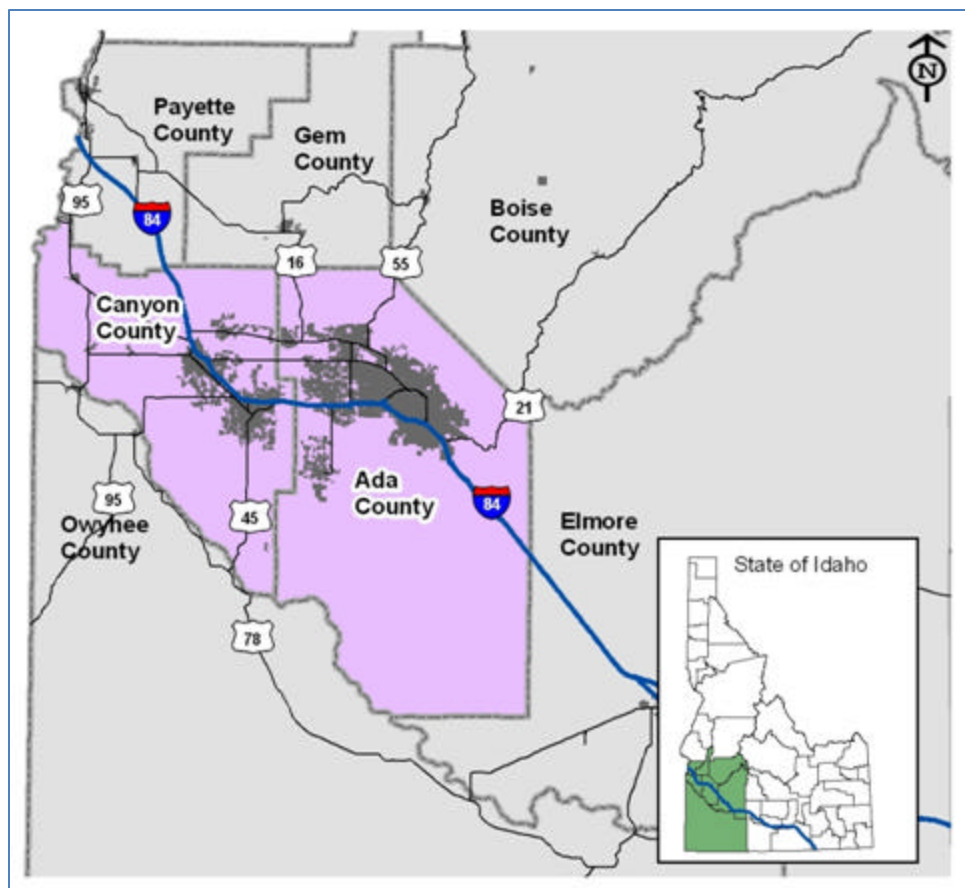 N
Payette
County
Gem
County
95
84
Boise
County
16
55
Canyon
County
21
Ada
County
84
95
45
Owyhee
County
Elmore
County
State of Idaho
78